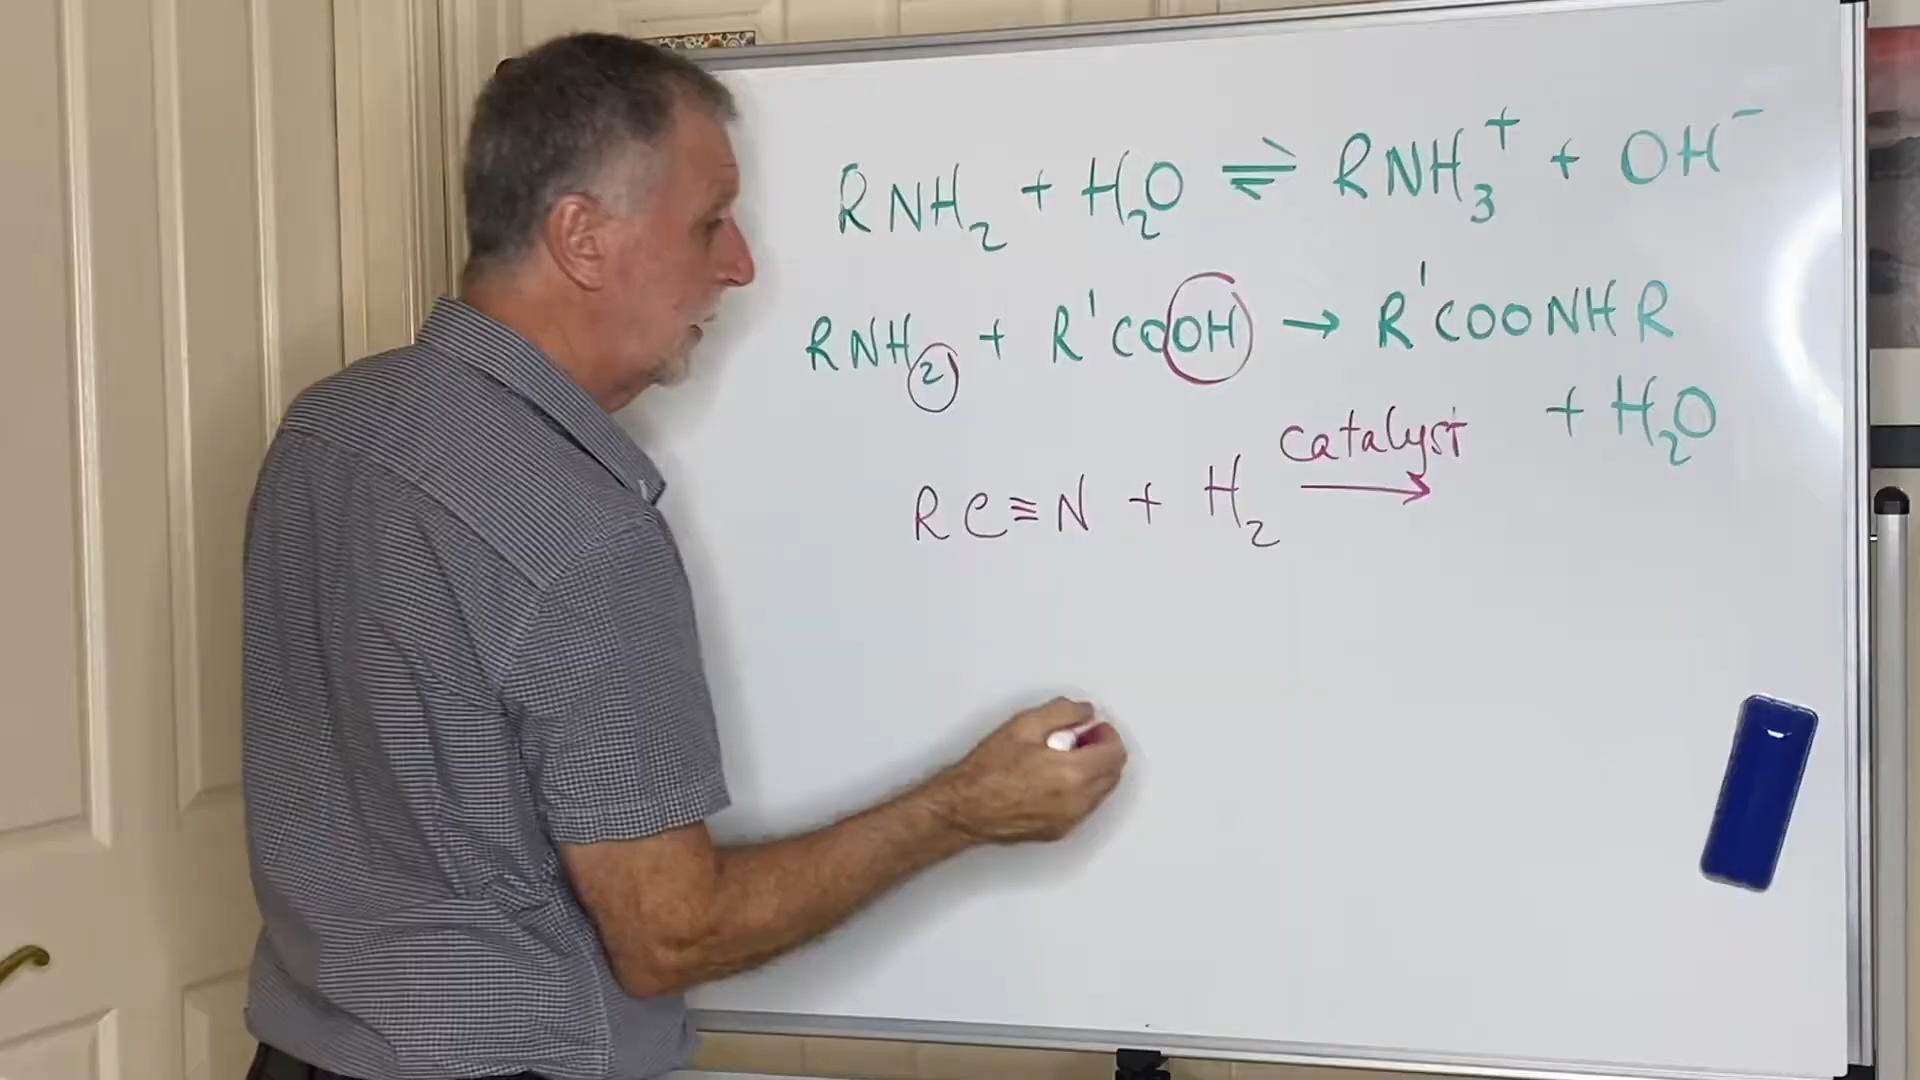 RNH₂ + H₂O ⇌ RNH₃⁺ + OH⁻
RNH₂ + R'COOH → R'COONHR
+ H₂O
catalyst
RC≡N + H₂ →